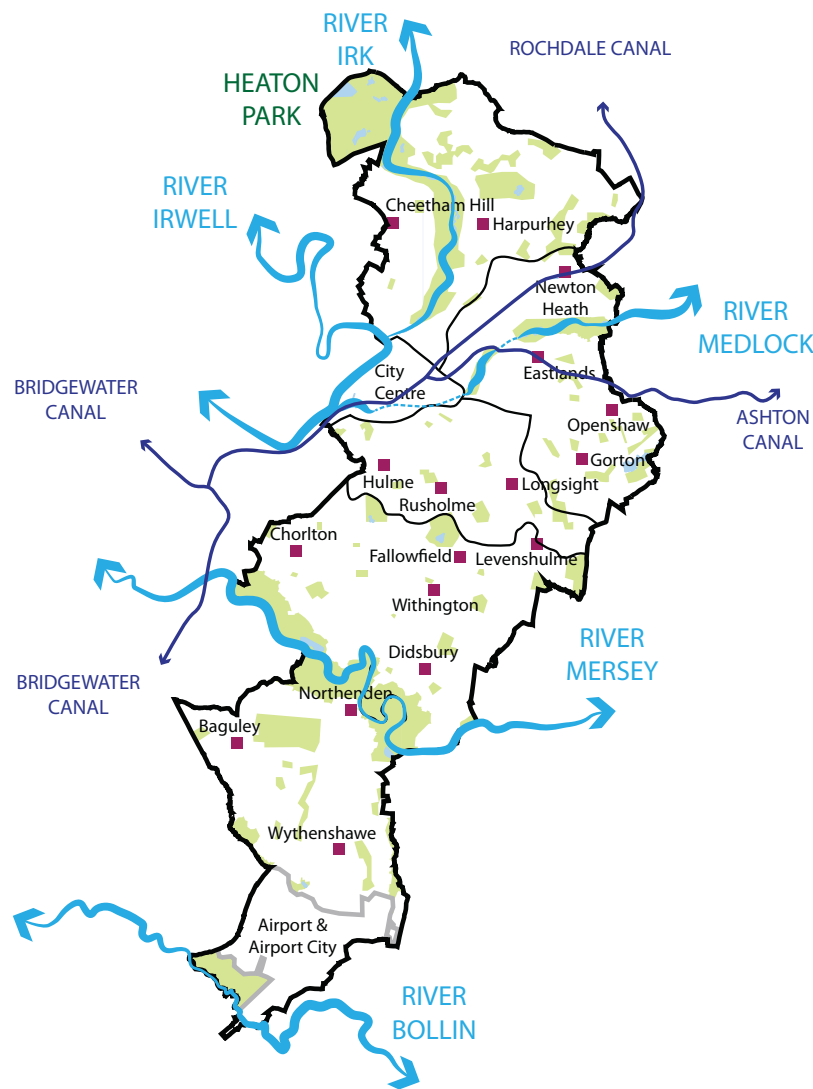 RIVER
IRK
ROCHDALE CANAL
HEATON
PARK
RIVER
IRWELL
Cheetham Hill
Harpurhey
Newton
Heath
RIVER
MEDLOCK
City
Centre
Eastlands
BRIDGEWATER
CANAL
Openshaw
ASHTON
CANAL
Gorton
Hulme
Longsight
Rusholme
Chorlton
Fallowfield
Levenshulme
Withington
RIVER
MERSEY
Didsbury
BRIDGEWATER
CANAL
Northenden
Baguley
Wythenshawe
Airport &
Airport City
RIVER
BOLLIN